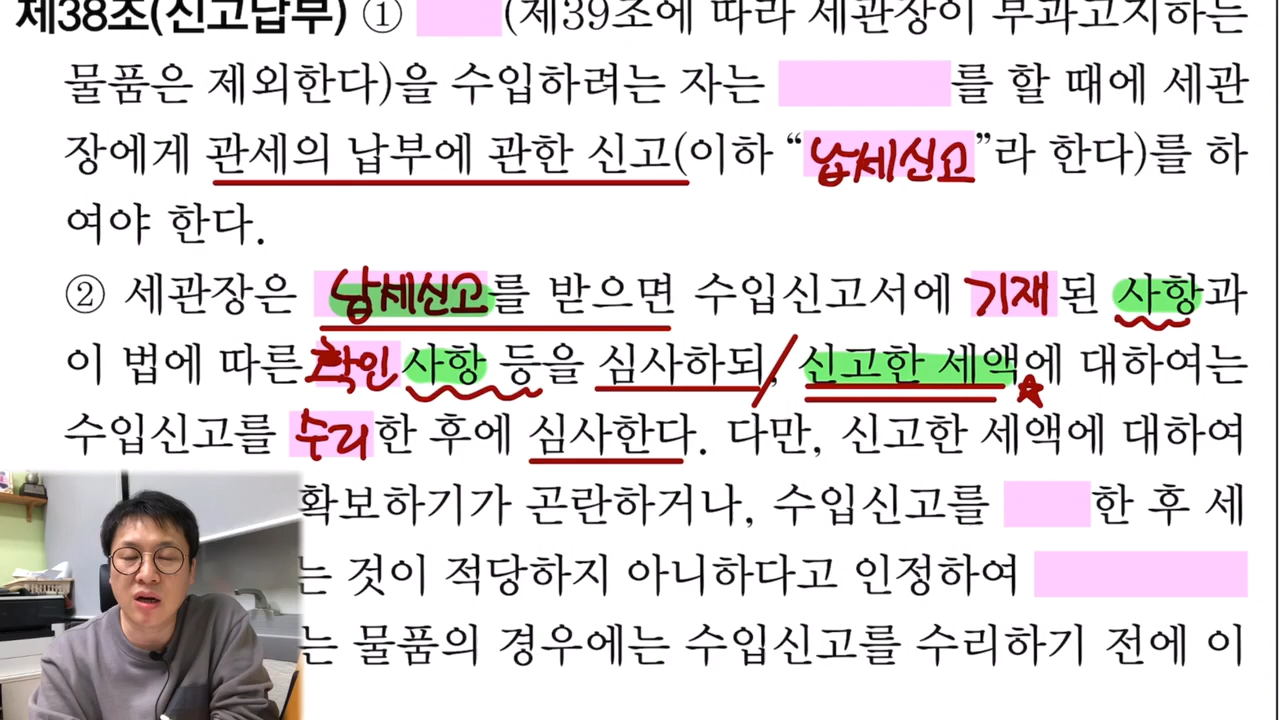 제38조(신고납부) ① (제39조에 따라 세관장이 부과고지하는
물품은 제외한다)을 수입하려는 자는 를 할 때에 세관
장에게 관세의 납부에 관한 신고(이하 “납세신고”라 한다)를 하
여야 한다.
② 세관장은 납세신고를 받으면 수입신고서에 기재된 사항과
이 법에 따른 확인사항 등을 심사하되, 신고한 세액에 대하여는
수입신고를 수리한 후에 심사한다. 다만, 신고한 세액에 대하여
확보하기가 곤란하거나, 수입신고를 한 후 세
는 것이 적당하지 아니하다고 인정하여
는 물품의 경우에는 수입신고를 수리하기 전에 이